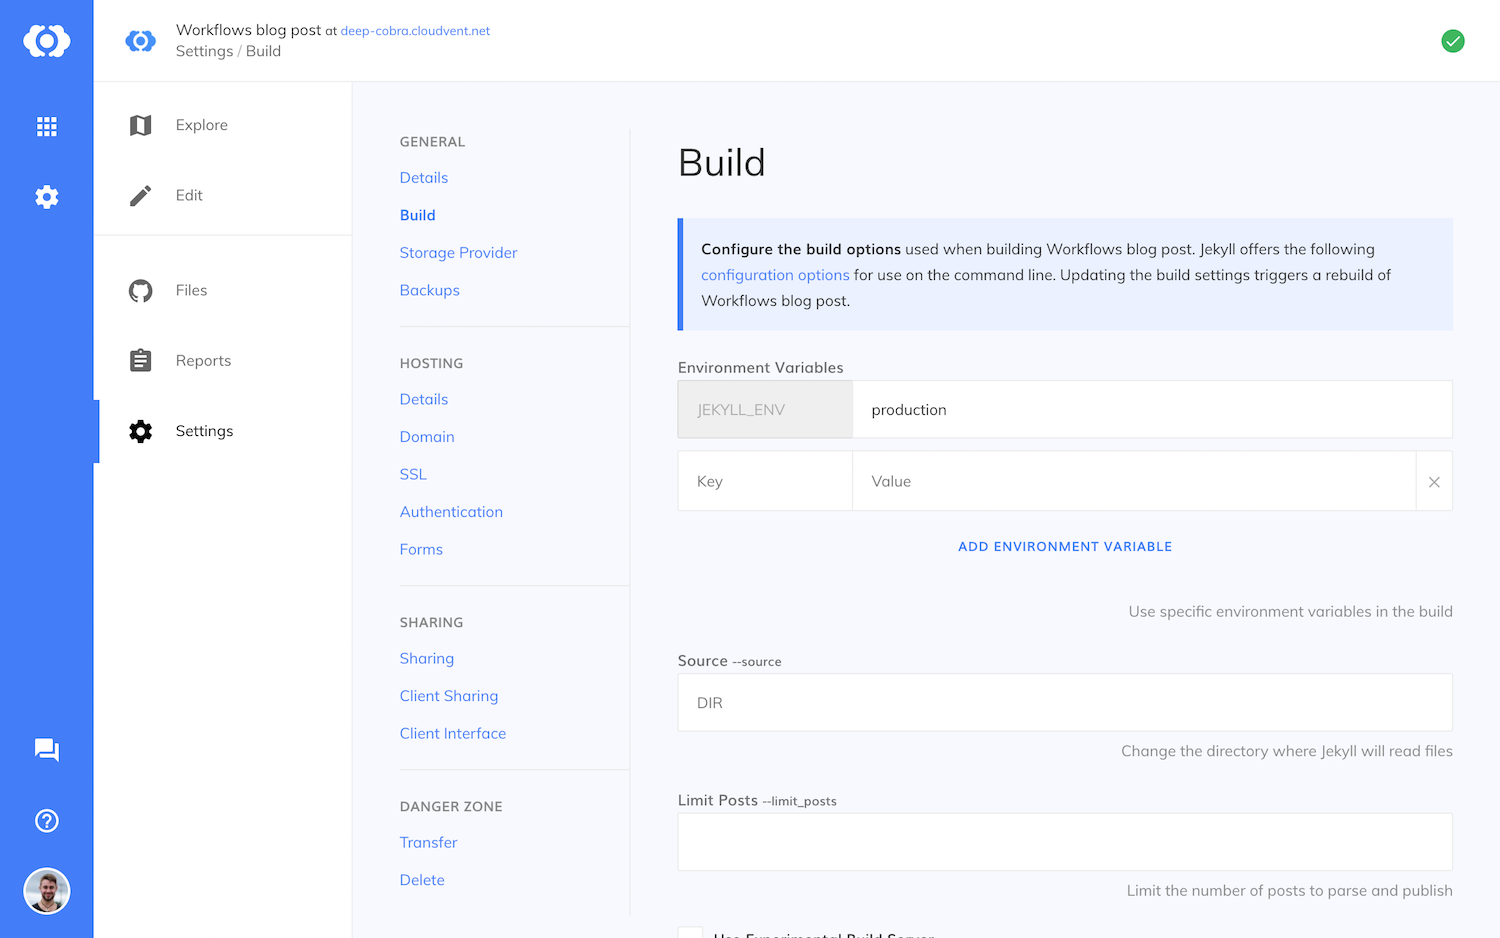 Workflows blog post at deep-cobra.cloudvent.net
Settings / Build
Explore
Edit
Files
Reports
Settings
GENERAL
Details
Build
Storage Provider
Backups
HOSTING
Details
Domain
SSL
Authentication
Forms
SHARING
Sharing
Client Sharing
Client Interface
DANGER ZONE
Transfer
Delete
Build
Configure the build options used when building Workflows blog post. Jekyll offers the following
configuration options for use on the command line. Updating the build settings triggers a rebuild of
Workflows blog post.
Environment Variables
JEKYLL_ENV production
Key Value
ADD ENVIRONMENT VARIABLE
Use specific environment variables in the build
Source --source
DIR
Change the directory where Jekyll will read files
Limit Posts --limit_posts
Limit the number of posts to parse and publish
Use Experimental Build Server